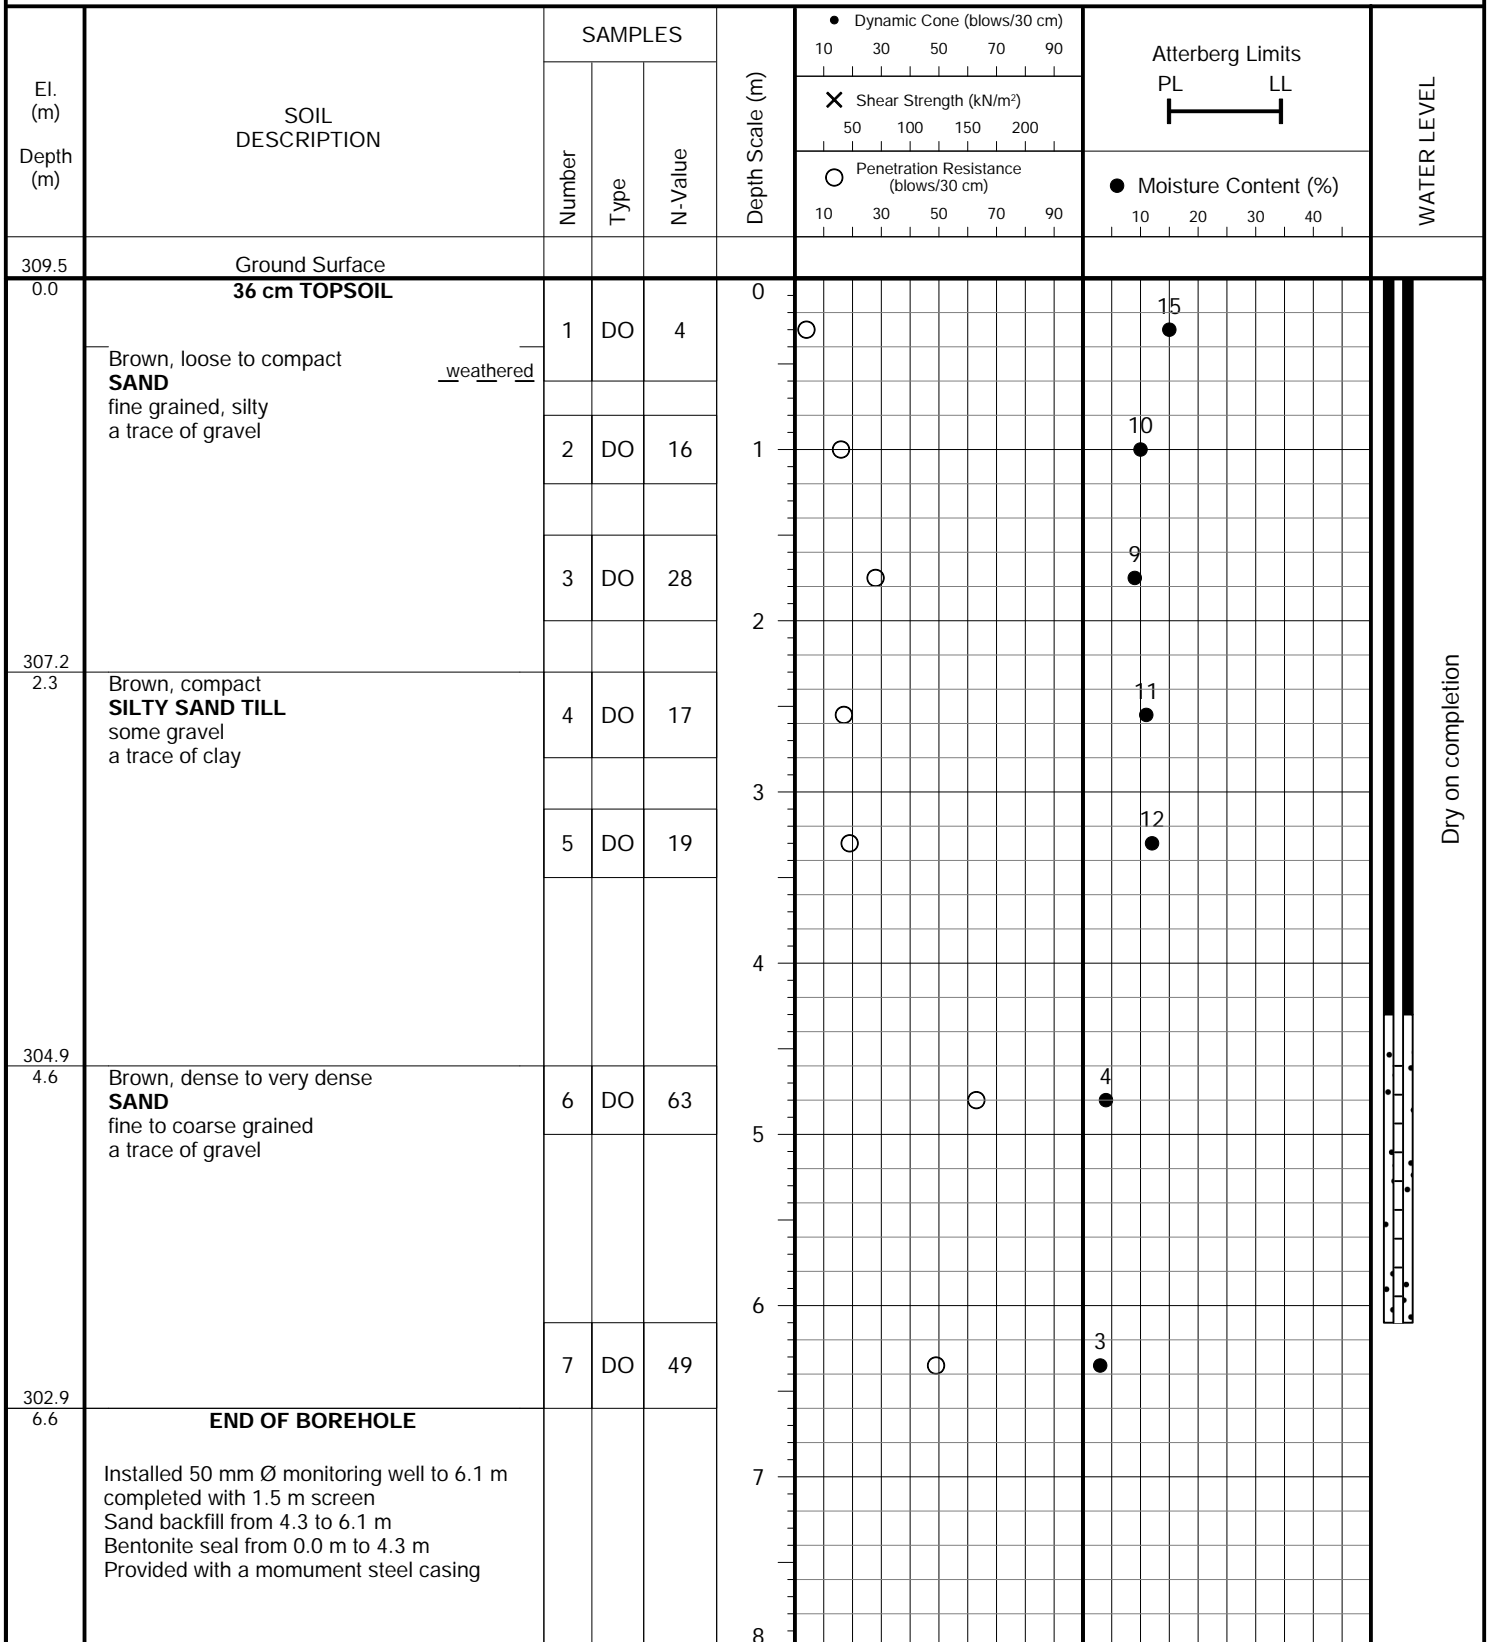 El.
(m)
Depth
(m)
SOIL
DESCRIPTION
SAMPLES
Number
Type
N-Value
Depth Scale (m)
Dynamic Cone (blows/30 cm)
10 30 50 70 90
Shear Strength (kN/m²)
50 100 150 200
Penetration Resistance
(blows/30 cm)
10 30 50 70 90
Atterberg Limits
PL LL
Moisture Content (%)
10 20 30 40
WATER LEVEL
309.5 Ground Surface
0.0 36 cm TOPSOIL 0
15
1 DO 4
Brown, loose to compact
weathered
SAND
fine grained, silty
a trace of gravel
10
2 DO 16 1
9
3 DO 28
2
307.2
2.3 Brown, compact
SILTY SAND TILL
some gravel
a trace of clay
11
4 DO 17
3
12
5 DO 19
Dry on completion
4
304.9
4.6 Brown, dense to very dense
SAND
fine to coarse grained
a trace of gravel
4
6 DO 63
5
6
3
7 DO 49
302.9
6.6 END OF BOREHOLE
Installed 50 mm Ø monitoring well to 6.1 m
completed with 1.5 m screen
Sand backfill from 4.3 to 6.1 m
Bentonite seal from 0.0 m to 4.3 m
Provided with a momument steel casing
7
8